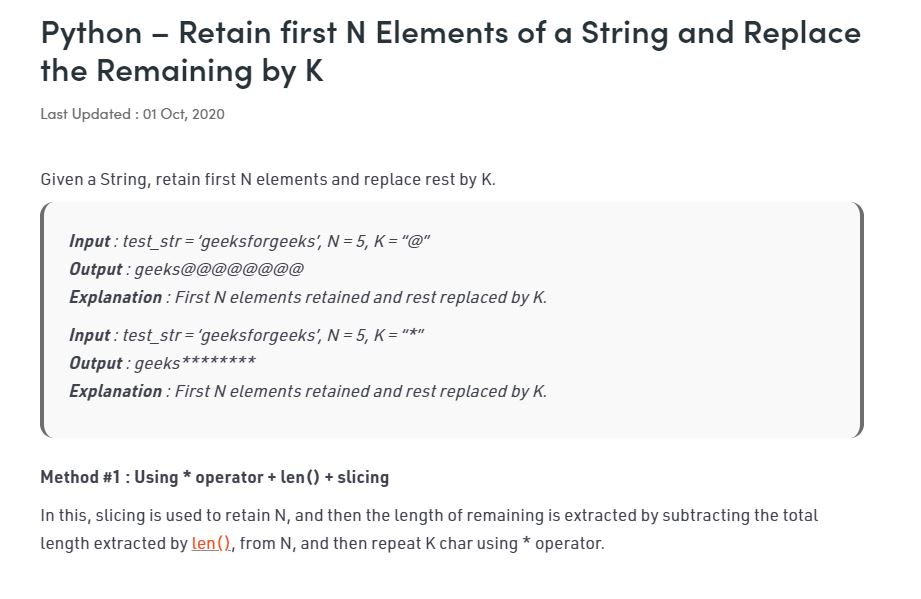 Python – Retain first N Elements of a String and Replace
the Remaining by K
Last Updated : 01 Oct, 2020
Given a String, retain first N elements and replace rest by K.
Input : test_str = ‘geeksforgeeks’, N = 5, K = “@”
Output : geeks@@@@@@@@
Explanation : First N elements retained and rest replaced by K.
Input : test_str = ‘geeksforgeeks’, N = 5, K = “*”
Output : geeks********
Explanation : First N elements retained and rest replaced by K.
Method #1 : Using * operator + len() + slicing
In this, slicing is used to retain N, and then the length of remaining is extracted by subtracting the total
length extracted by len(), from N, and then repeat K char using * operator.